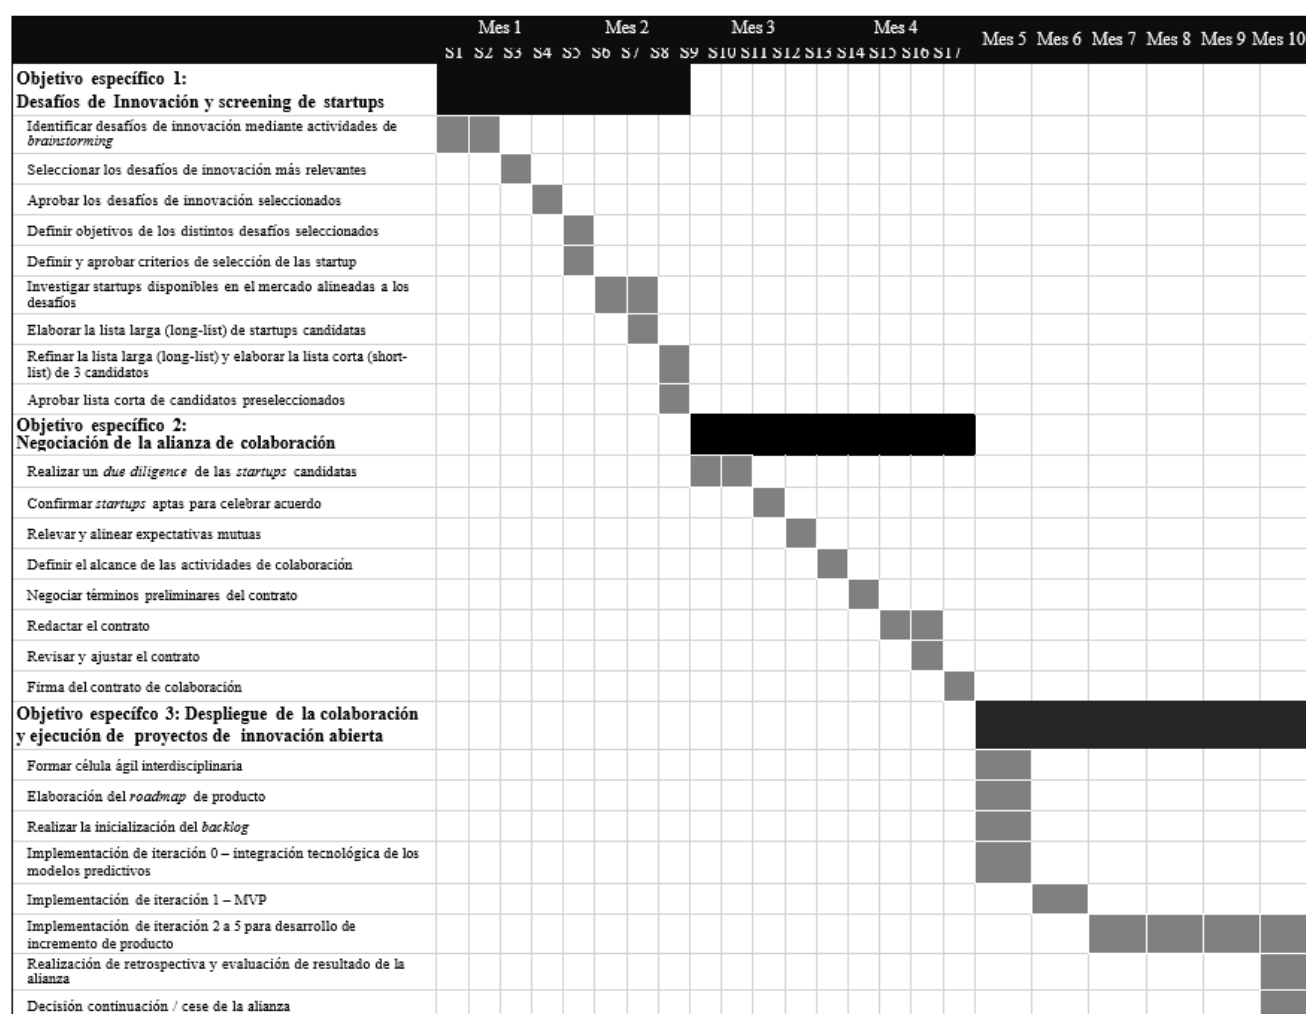 Mes 1 Mes 2 Mes 3 Mes 4 Mes 5 Mes 6 Mes 7 Mes 8 Mes 9 Mes 10
S1 S2 S3 S4 S5 S6 S7 S8 S9 S10 S11 S12 S13 S14 S15 S16 S17
Objetivo específico 1:
Desafíos de Innovación y screening de startups
Identificar desafíos de innovación mediante actividades de
brainstorming
Seleccionar los desafíos de innovación más relevantes
Aprobar los desafíos de innovación seleccionados
Definir objetivos de los distintos desafíos seleccionados
Definir y aprobar criterios de selección de las startup
Investigar startups disponibles en el mercado alineadas a los
desafíos
Elaborar la lista larga (long-list) de startups candidatas
Refinar la lista larga (long-list) y elaborar la lista corta (short-
list) de 3 candidatos
Aprobar lista corta de candidatos preseleccionados
Objetivo específico 2:
Negociación de la alianza de colaboración
Realizar un due diligence de las startups candidatas
Confirmar startups aptas para celebrar acuerdo
Relevar y alinear expectativas mutuas
Definir el alcance de las actividades de colaboración
Negociar términos preliminares del contrato
Redactar el contrato
Revisar y ajustar el contrato
Firma del contrato de colaboración
Objetivo específco 3: Despliegue de la colaboración
y ejecución de proyectos de innovación abierta
Formar célula ágil interdisciplinaria
Elaboración del roadmap de producto
Realizar la inicialización del backlog
Implementación de iteración 0 – integración tecnológica de los
modelos predictivos
Implementación de iteración 1 – MVP
Implementación de iteración 2 a 5 para desarrollo de
incremento de producto
Realización de retrospectiva y evaluación de resultado de la
alianza
Decisión continuación / cese de la alianza